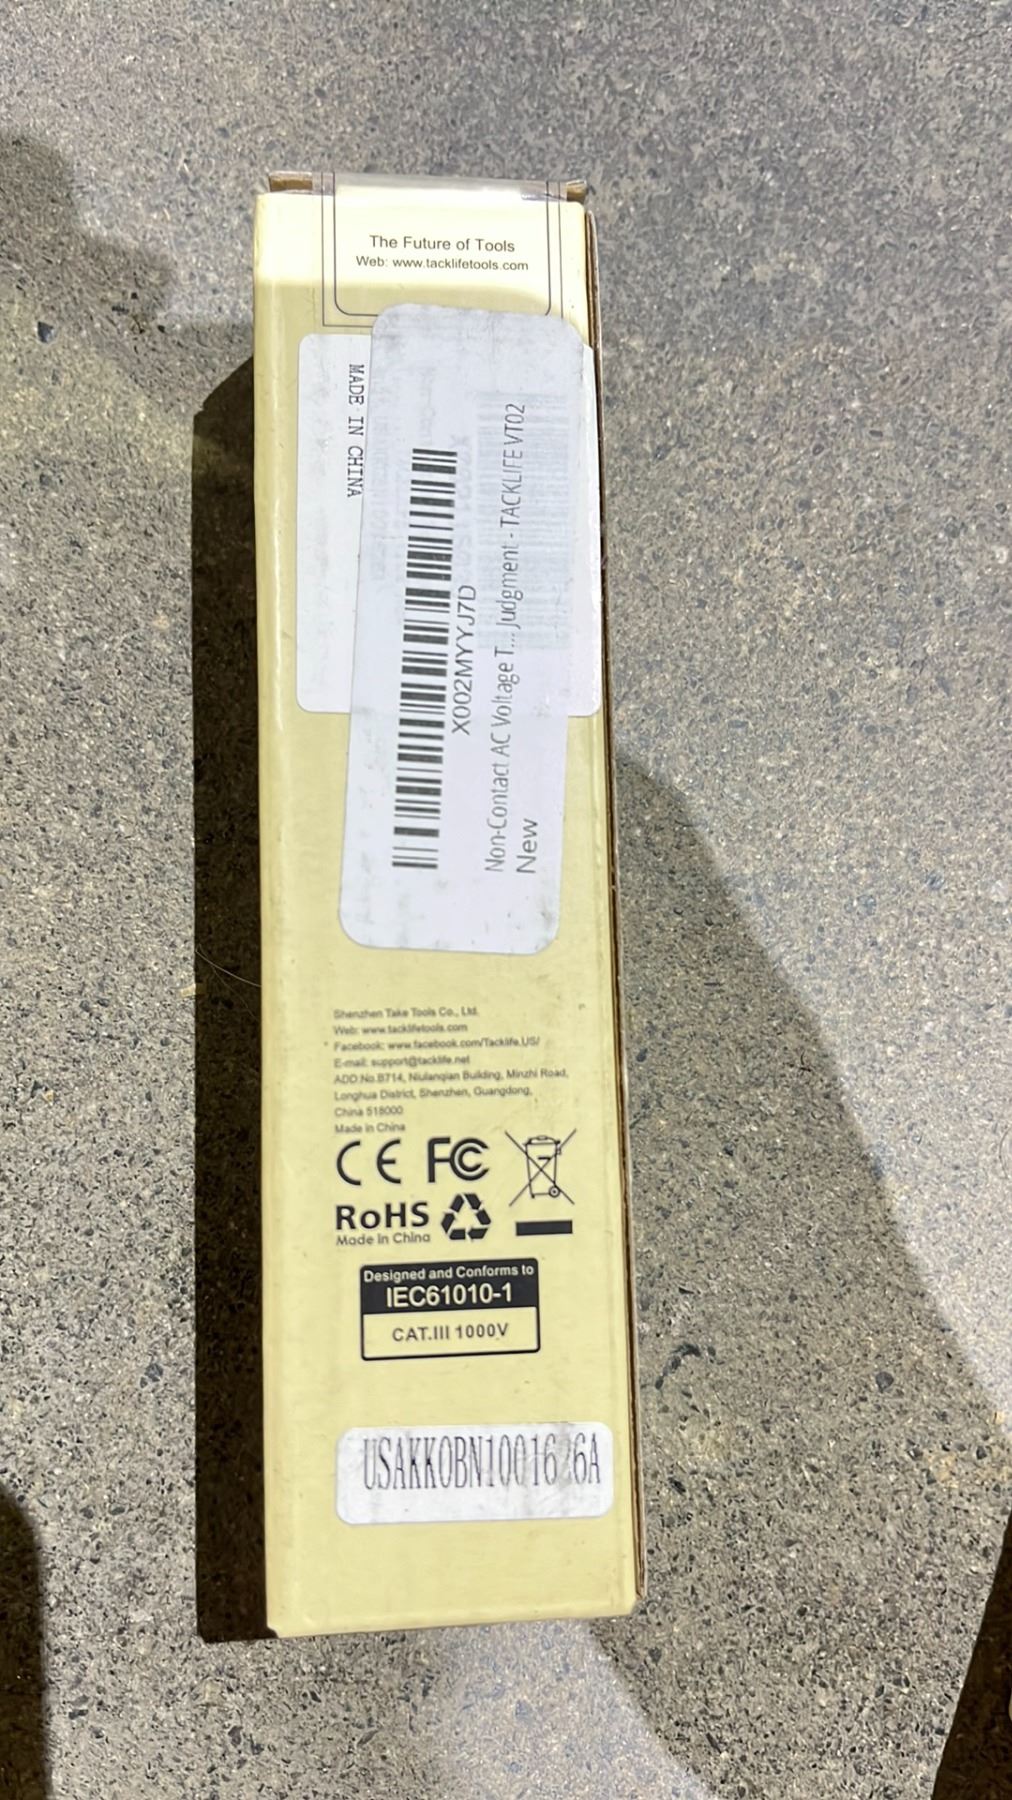 The Future of Tools
Web: www.tacklifetools.com
MADE IN CHINA
X002MYYJ7D
Non-Contact AC Voltage T... Judgment - TACKLIFE VT02
New
Shenzhen Take Tools Co., Ltd.
Web: www.tacklifetools.com
Facebook: www.facebook.com/Tacklife.US/
E-mail: support@tacklife.net
ADD:No.B714, Niulanqian Building, Minzhi Road,
Longhua District, Shenzhen, Guangdong,
China 518000
Made in China
CE FC
RoHS
Made In China
Designed and Conforms to
IEC61010-1
CAT.III 1000V